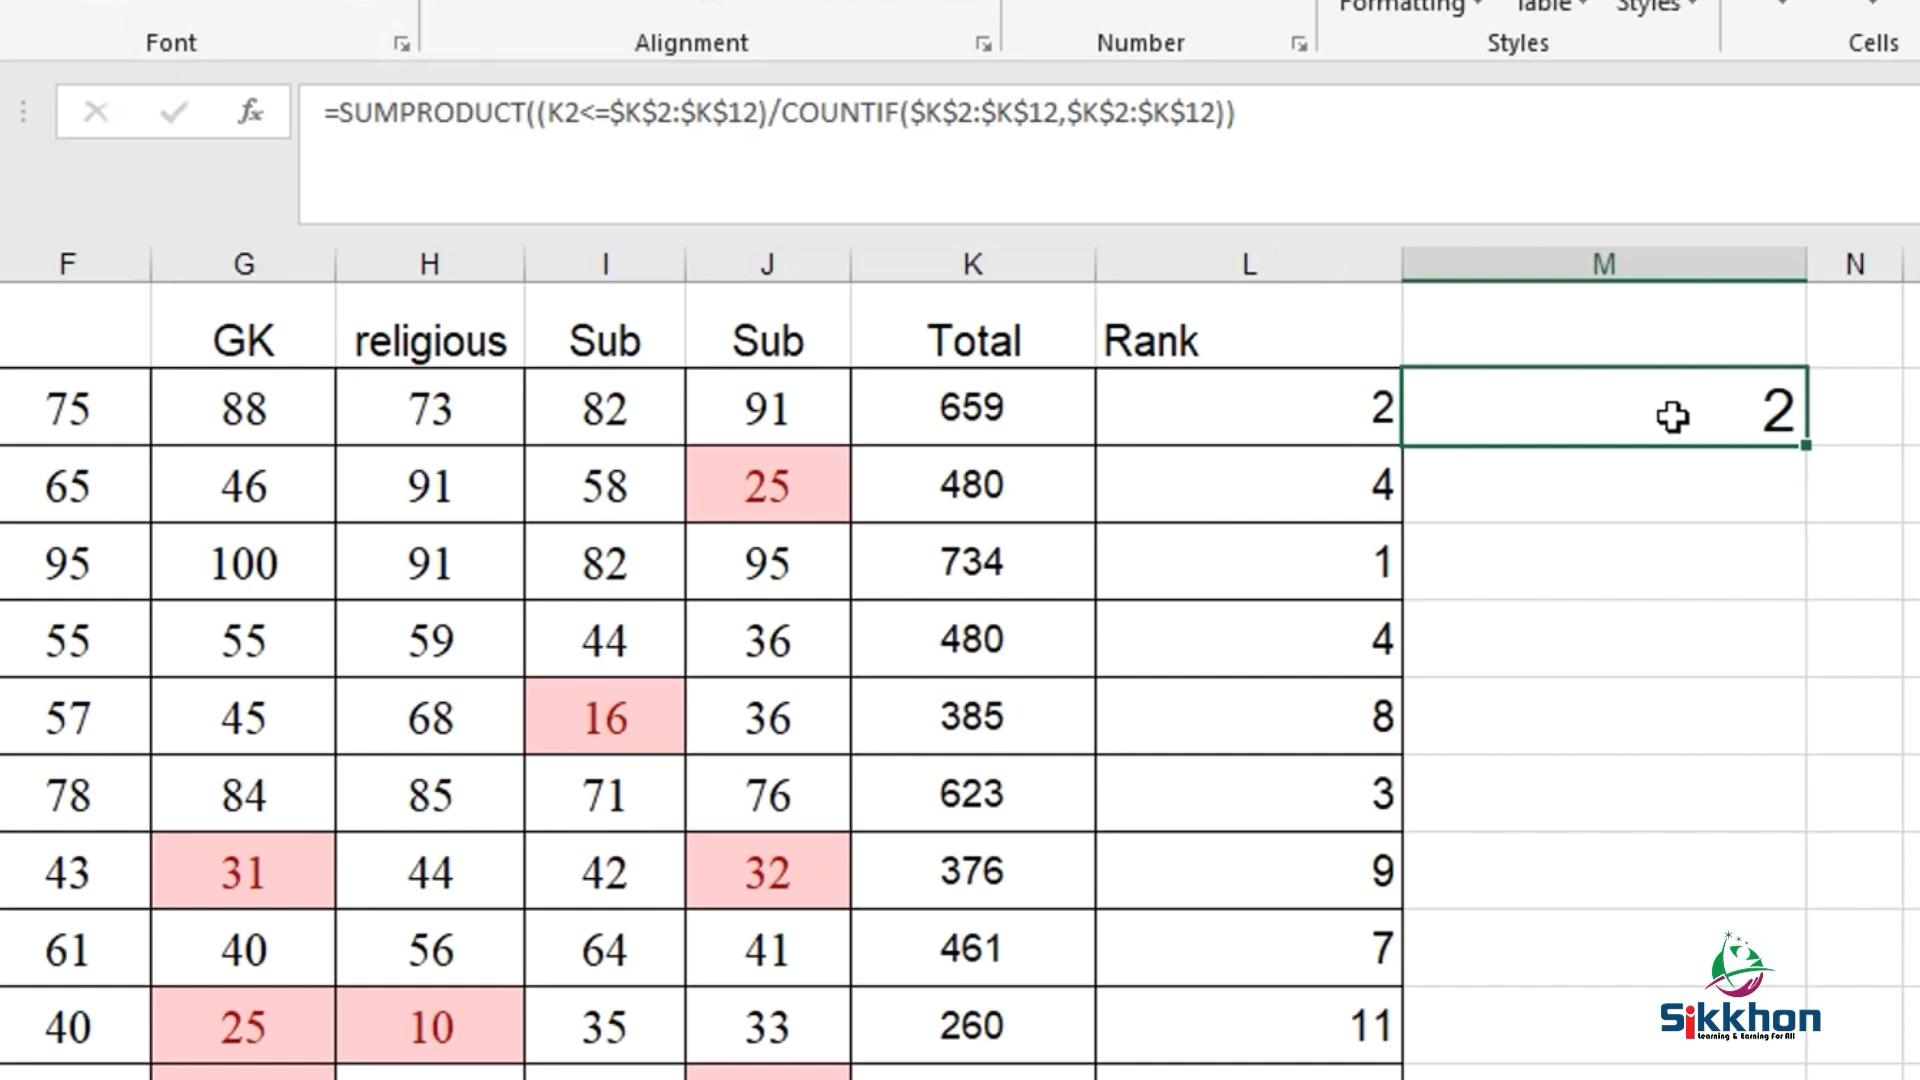 Formatting Table Styles
Font Alignment Number Styles Cells
fx =SUMPRODUCT((K2<=$K$2:$K$12)/COUNTIF($K$2:$K$12,$K$2:$K$12))
F G H I J K L M N
GK religious Sub Sub Total Rank
75 88 73 82 91 659 2 2
65 46 91 58 25 480 4
95 100 91 82 95 734 1
55 55 59 44 36 480 4
57 45 68 16 36 385 8
78 84 85 71 76 623 3
43 31 44 42 32 376 9
61 40 56 64 41 461 7
40 25 10 35 33 260 11
Sikkhon
Learning & Earning For All